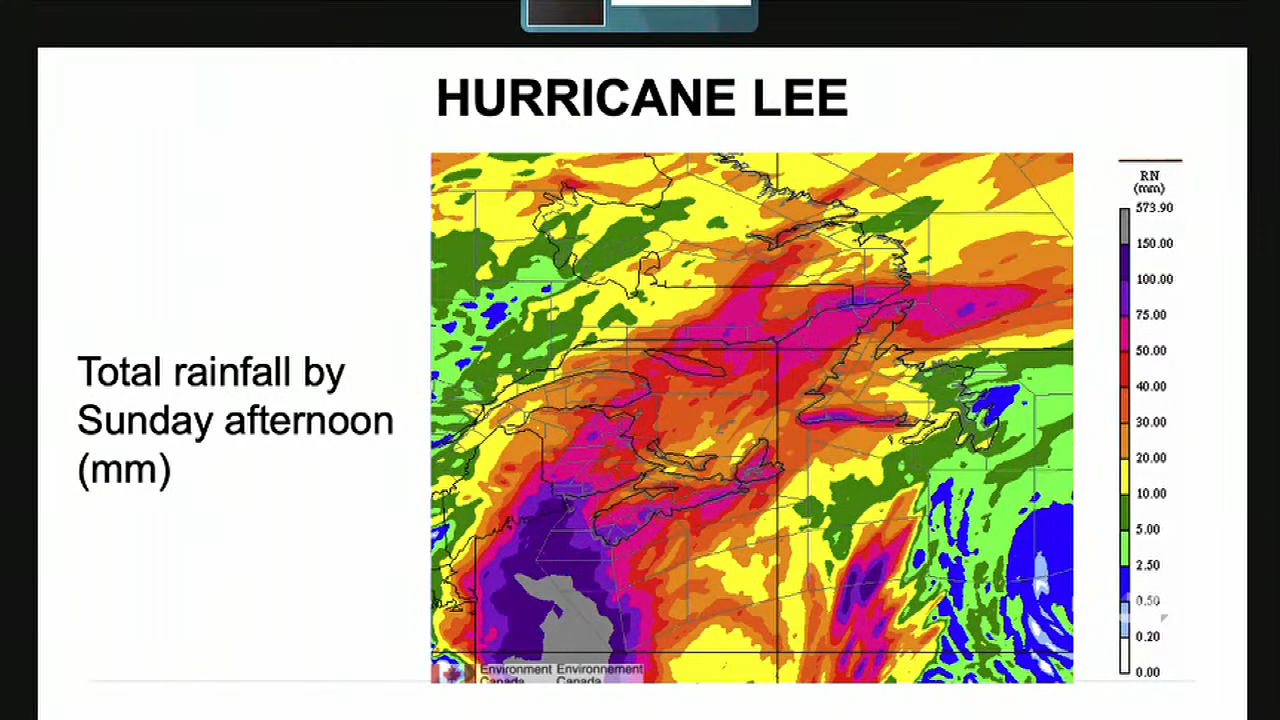 HURRICANE LEE
Total rainfall by
Sunday afternoon
(mm)
RN
(mm)
573.90
150.00
100.00
75.00
50.00
40.00
30.00
20.00
10.00
5.00
2.50
0.50
0.20
0.00
Environment Environnement
Canada Canada